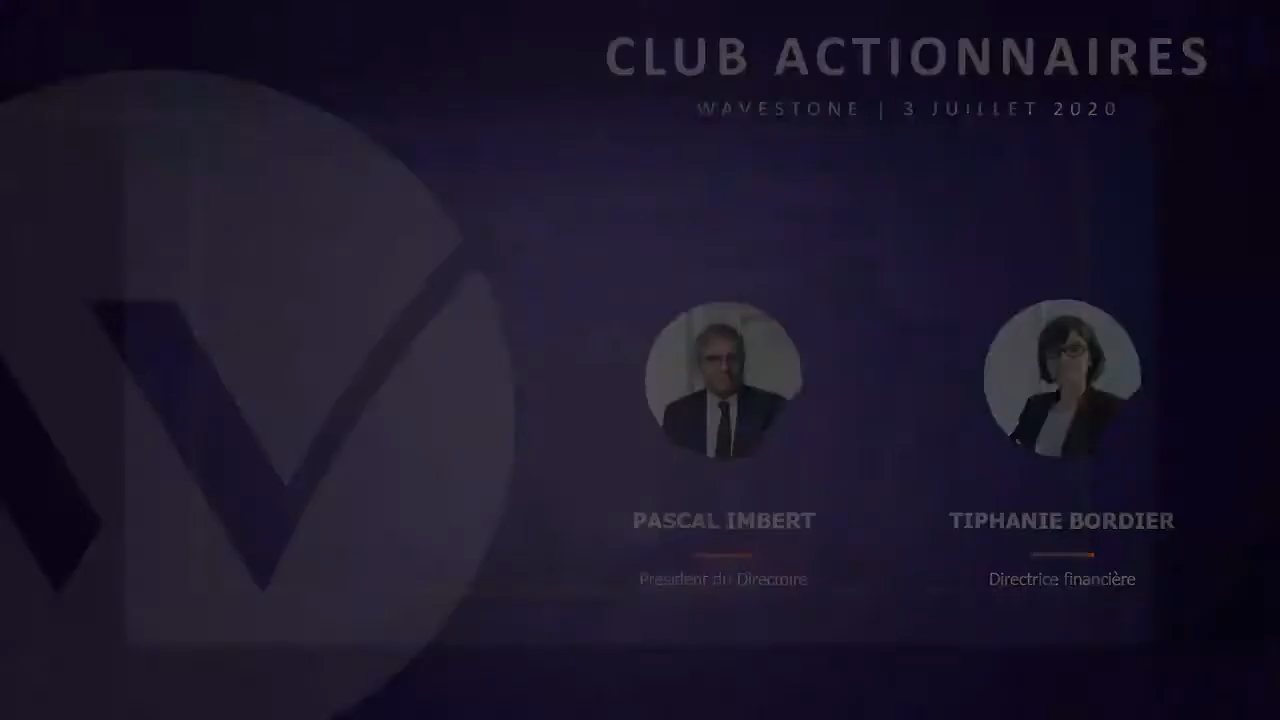 CLUB ACTIONNAIRES
WAVESTONE | 3 JUILLET 2020
PASCAL IMBERT
TIPHANIE BORDIER
Président du Directoire
Directrice financière